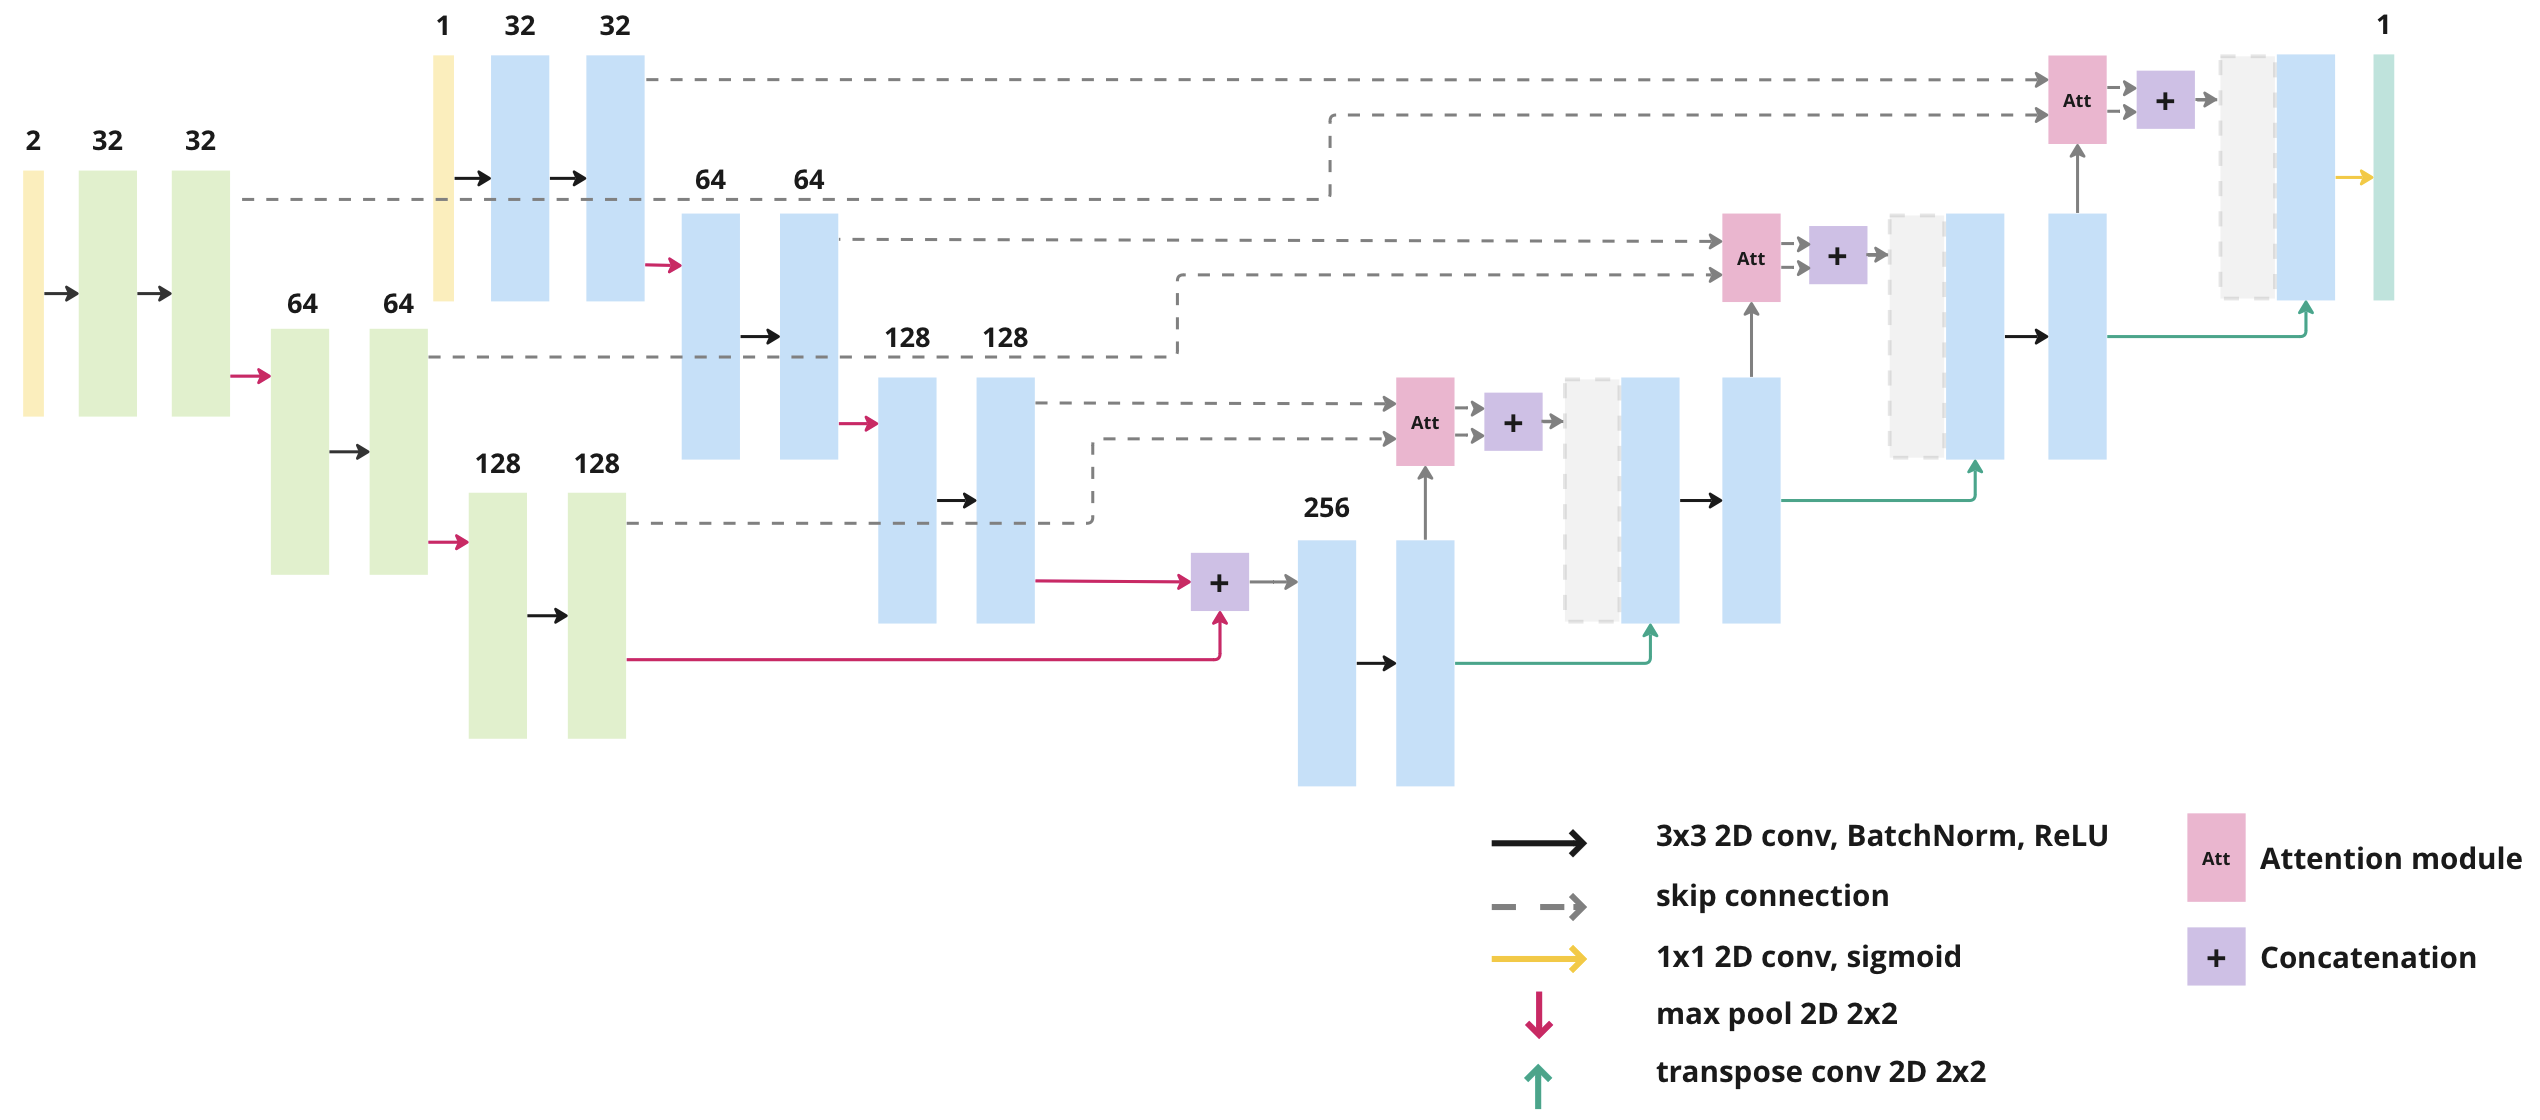 1 32 32 1
Att +
2 32 32
64 64
Att +
64 64
128 128
Att +
128 128
256
+
3x3 2D conv, BatchNorm, ReLU
Att Attention module
skip connection
1x1 2D conv, sigmoid
+ Concatenation
max pool 2D 2x2
transpose conv 2D 2x2